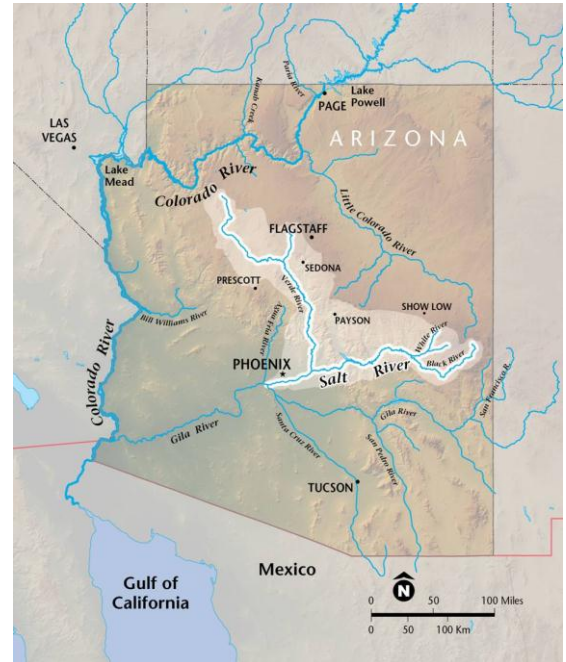 Kanab Creek
Paria River
Lake
Powell
PAGE
LAS
VEGAS
ARIZONA
Lake
Mead
Colorado River
Little Colorado River
FLAGSTAFF
SEDONA
PRESCOTT
Verde River
Agua Fria River
PAYSON
SHOW LOW
White River
Black River
Bill Williams River
Colorado River
PHOENIX
Salt River
San Francisco R.
Gila River
Gila River
Santa Cruz River
San Pedro River
TUCSON
Mexico
Gulf of
California
N
0 50 100 Miles
0 50 100 Km